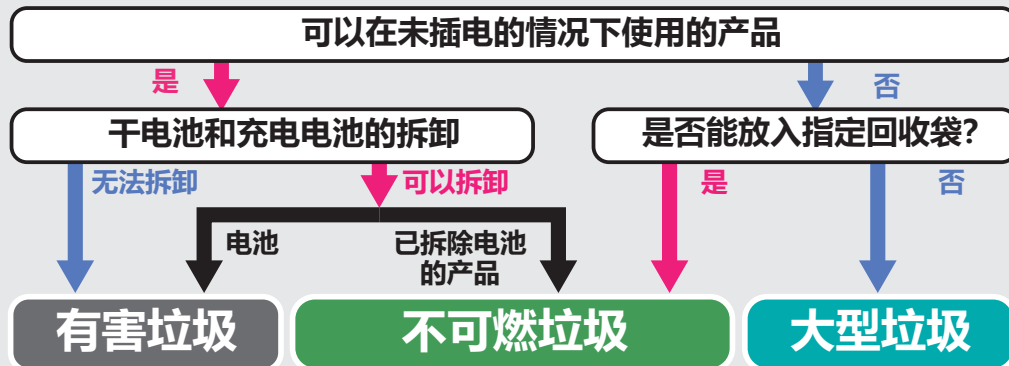 可以在未插电的情况下使用的产品
是
否
干电池和充电电池的拆卸
是否能放入指定回收袋?
无法拆卸
可以拆卸
是
否
电池
已拆除电池
的产品
有害垃圾
不可燃垃圾
大型垃圾